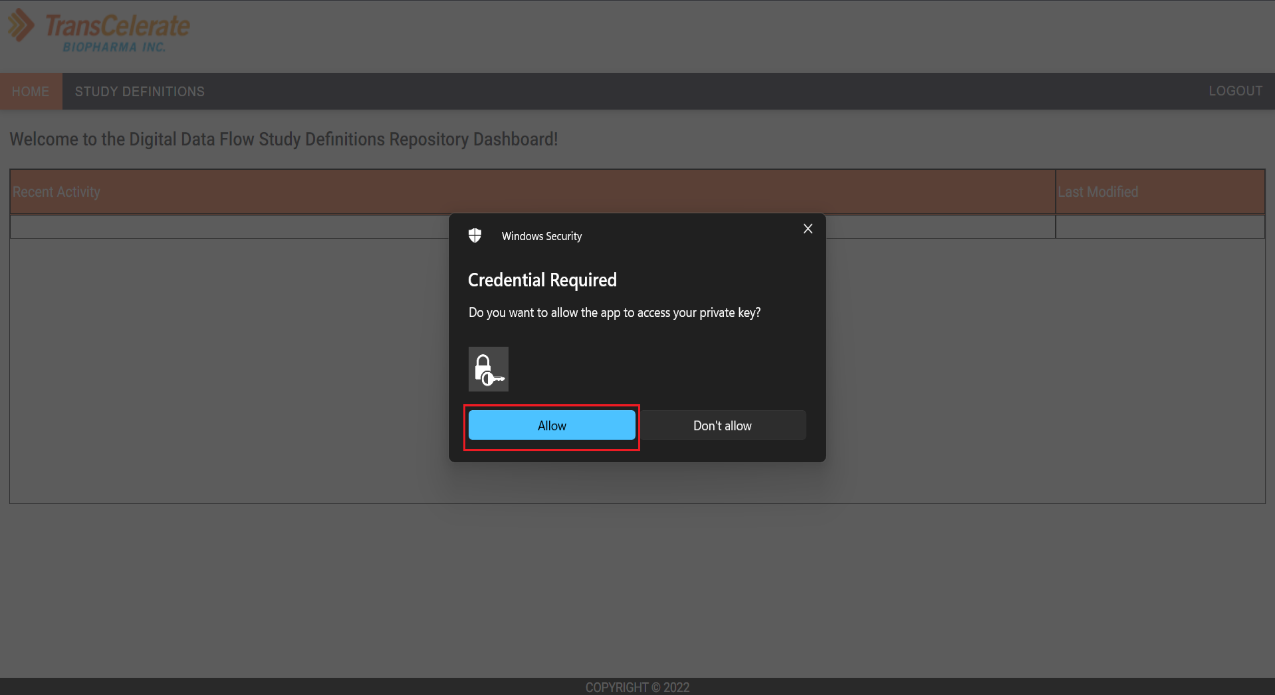 TransCelerate
BIOPHARMA INC.
HOME STUDY DEFINITIONS LOGOUT
Welcome to the Digital Data Flow Study Definitions Repository Dashboard!
Recent Activity Last Modified
Windows Security
Credential Required
Do you want to allow the app to access your private key?
Allow Don't allow
COPYRIGHT © 2022